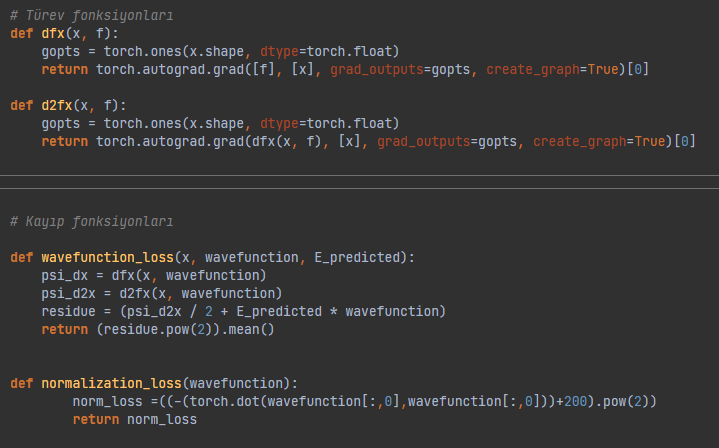 # Türev fonksiyonları
def dfx(x, f):
    gopts = torch.ones(x.shape, dtype=torch.float)
    return torch.autograd.grad([f], [x], grad_outputs=gopts, create_graph=True)[0]
def d2fx(x, f):
    gopts = torch.ones(x.shape, dtype=torch.float)
    return torch.autograd.grad(dfx(x, f), [x], grad_outputs=gopts, create_graph=True)[0]
# Kayıp fonksiyonları
def wavefunction_loss(x, wavefunction, E_predicted):
    psi_dx = dfx(x, wavefunction)
    psi_d2x = d2fx(x, wavefunction)
    residue = (psi_d2x / 2 + E_predicted * wavefunction)
    return (residue.pow(2)).mean()
def normalization_loss(wavefunction):
        norm_loss =((-(torch.dot(wavefunction[:,0],wavefunction[:,0]))+200).pow(2))
        return norm_loss